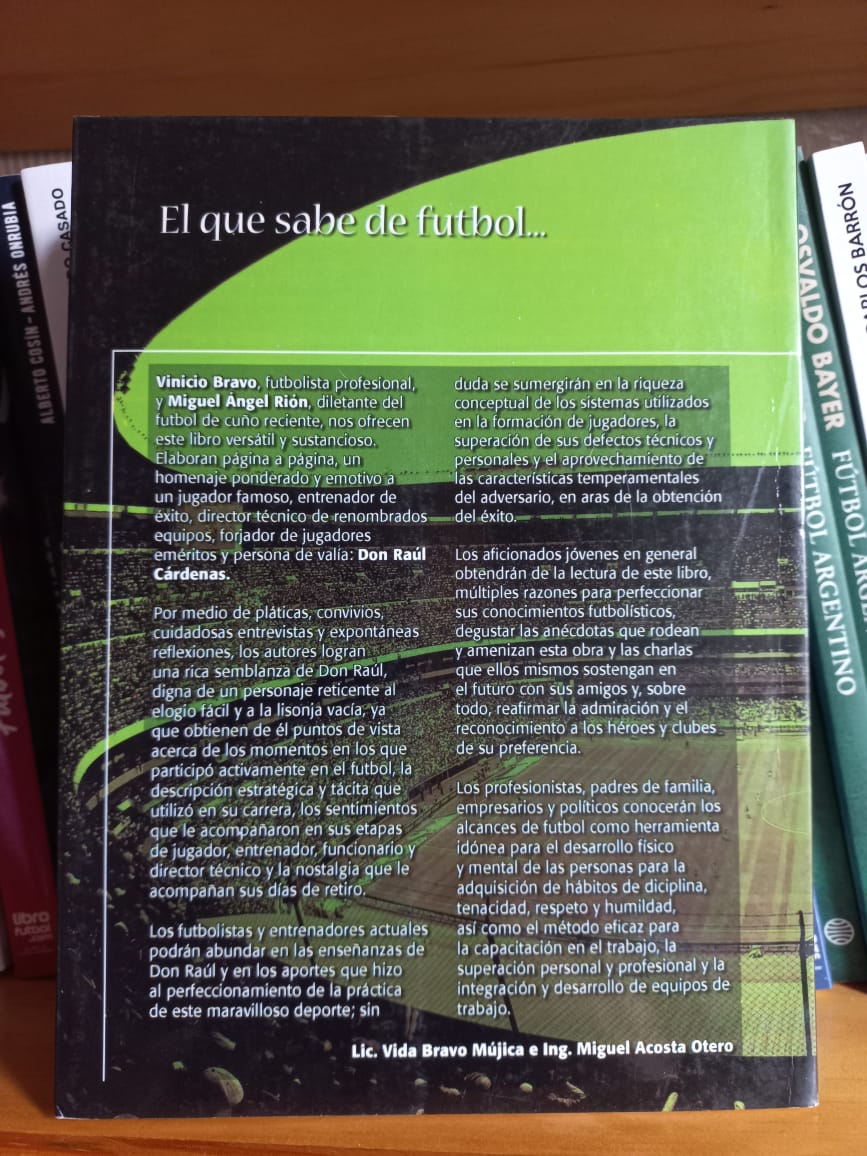 El que sabe de futbol...
Vinicio Bravo, futbolista profesional,
y Miguel Ángel Rión, diletante del
futbol de cuño reciente, nos ofrecen
este libro versátil y sustancioso.
Elaboran página a página, un
homenaje ponderado y emotivo a
un jugador famoso, entrenador de
éxito, director técnico de renombrados
equipos, forjador de jugadores
eméritos y persona de valía: Don Raúl
Cárdenas.
Por medio de pláticas, convivios,
cuidadosas entrevistas y expontáneas
reflexiones, los autores logran
una rica semblanza de Don Raúl,
digna de un personaje reticente al
elogio fácil y a la lisonja vacía, ya
que obtienen de él puntos de vista
acerca de los momentos en los que
participó activamente en el futbol, la
descripción estratégica y tácita que
utilizó en su carrera, los sentimientos
que le acompañaron en sus etapas
de jugador, entrenador, funcionario y
director técnico y la nostalgia que le
acompañan sus días de retiro.
Los futbolistas y entrenadores actuales
podrán abundar en las enseñanzas de
Don Raúl y en los aportes que hizo
al perfeccionamiento de la práctica
de este maravilloso deporte; sin
duda se sumergirán en la riqueza
conceptual de los sistemas utilizados
en la formación de jugadores, la
superación de sus defectos técnicos y
personales y el aprovechamiento de
las características temperamentales
del adversario, en aras de la obtención
del éxito.
Los aficionados jóvenes en general
obtendrán de la lectura de este libro,
múltiples razones para perfeccionar
sus conocimientos futbolísticos,
degustar las anécdotas que rodean
y amenizan esta obra y las charlas
que ellos mismos sostengan en
el futuro con sus amigos y, sobre
todo, reafirmar la admiración y el
reconocimiento a los héroes y clubes
de su preferencia.
Los profesionistas, padres de familia,
empresarios y políticos conocerán los
alcances de futbol como herramienta
idónea para el desarrollo físico
y mental de las personas para la
adquisición de hábitos de diciplina,
tenacidad, respeto y humildad,
así como el método eficaz para
la capacitación en el trabajo, la
superación personal y profesional y la
integración y desarrollo de equipos de
trabajo.
Lic. Vida Bravo Mújica e Ing. Miguel Acosta Otero
ALBERTO COSÍN - ANDRÉS ONRUBIA
CASADO
libro
futbol
.com
OSVALDO BAYER FÚTBOL ARGENTINO
CARLOS BARRÓN
FÚTBOL